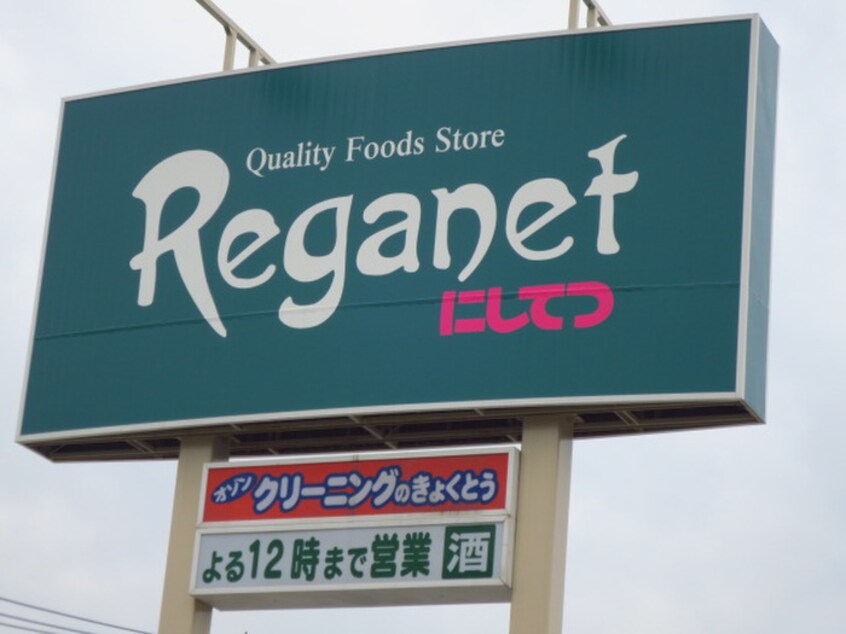 Quality Foods Store
Reganet
にしてつ
オゾン クリーニングのきょくとう
よる12時まで営業 酒